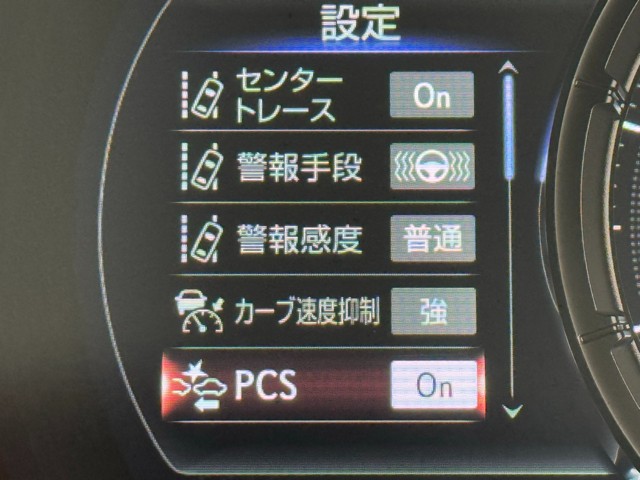 設定
センター
トレース
On
警報手段
警報感度
普通
カーブ速度抑制
強
PCS
On